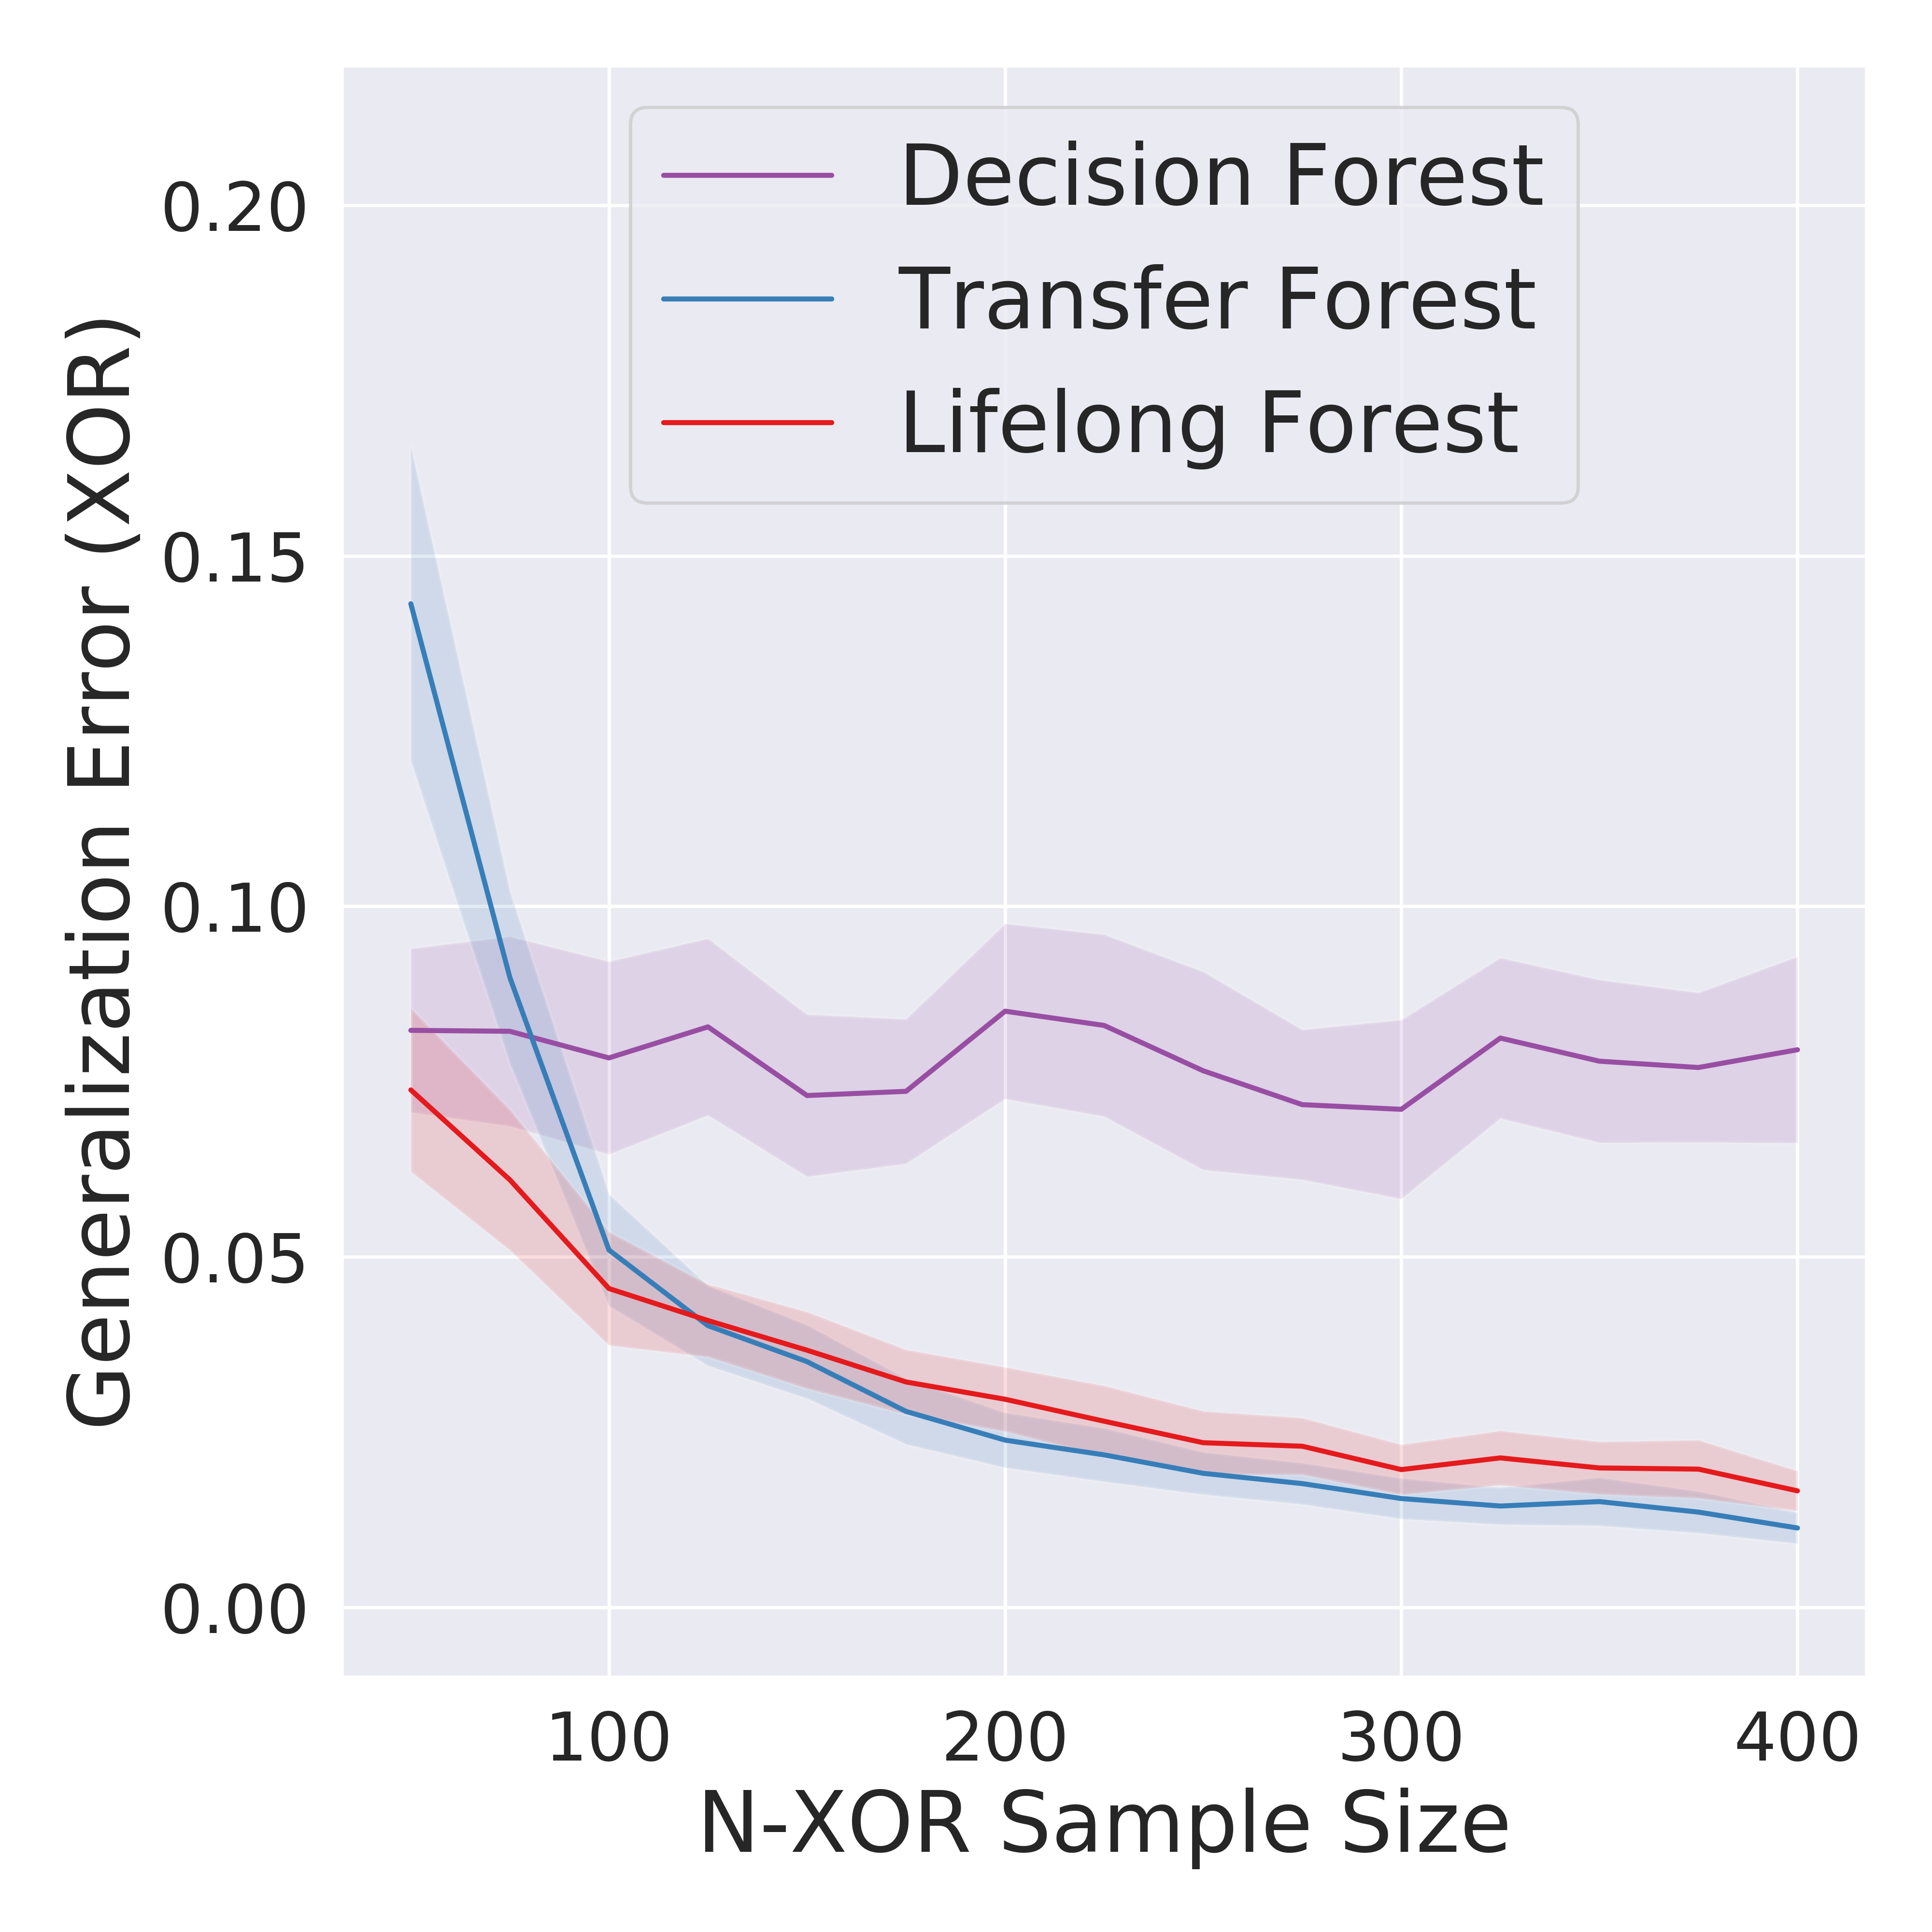 Decision Forest
Transfer Forest
Lifelong Forest
Generalization Error (XOR)
0.20
0.15
0.10
0.05
0.00
100 200 300 400
N-XOR Sample Size